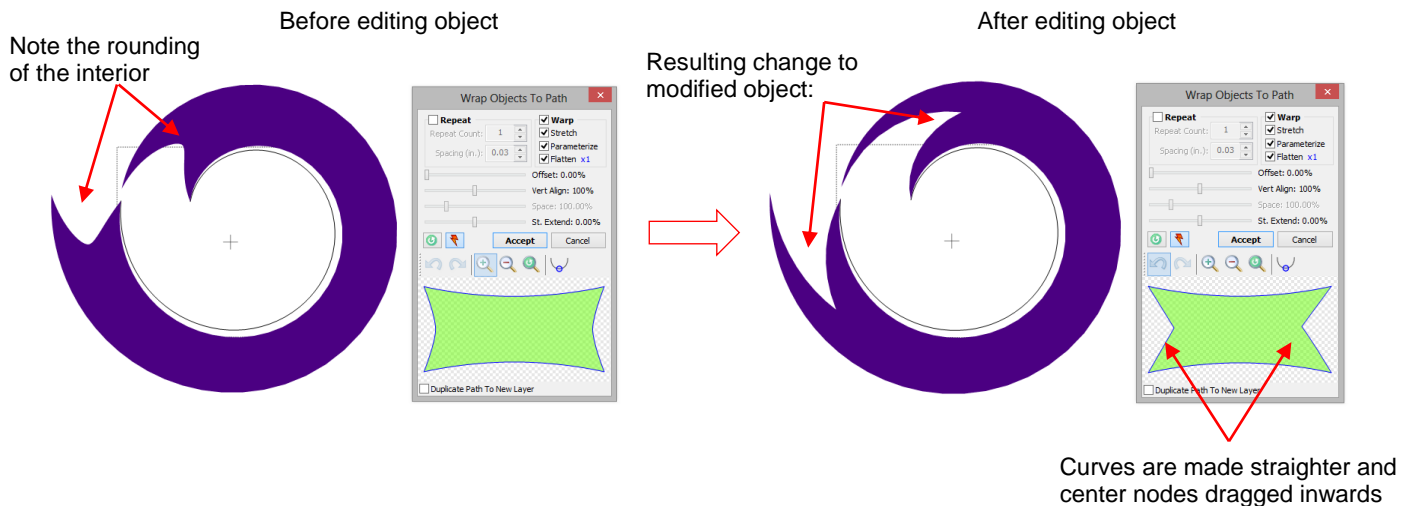 Before editing object
After editing object
Note the rounding
of the interior
Resulting change to
modified object:
Wrap Objects To Path
Repeat
Warp
Repeat Count: 1
Stretch
Spacing (in.): 0.03
Parameterize
Flatten x1
Offset: 0.00%
Vert Align: 100%
Space: 100.00%
St. Extend: 0.00%
Accept
Cancel
Duplicate Path To New Layer
Wrap Objects To Path
Repeat
Warp
Repeat Count: 1
Stretch
Spacing (in.): 0.03
Parameterize
Flatten x1
Offset: 0.00%
Vert Align: 100%
Space: 100.00%
St. Extend: 0.00%
Accept
Cancel
Duplicate Path To New Layer
Curves are made straighter and
center nodes dragged inwards